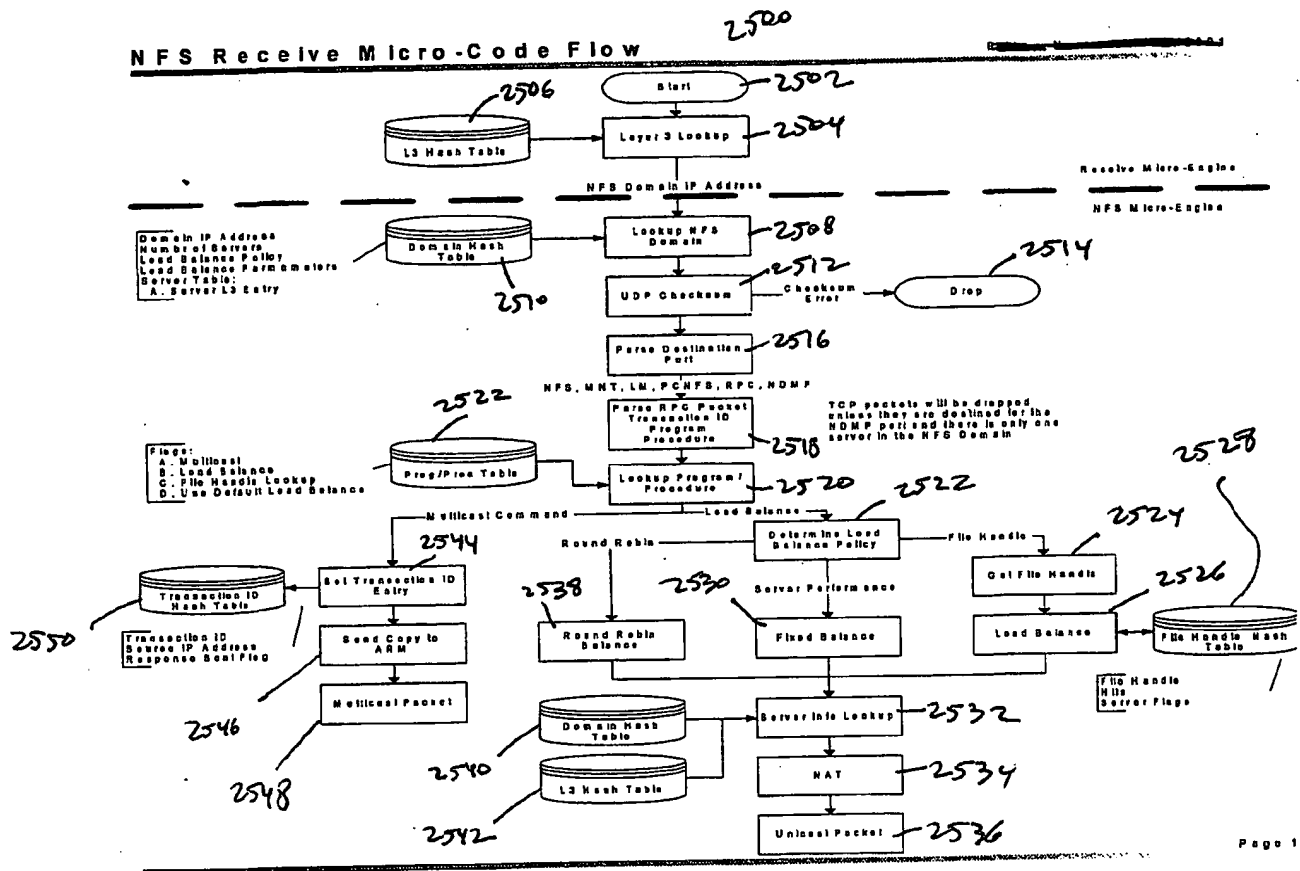 2500
NFS Receive Micro-Code Flow
Start
2502
2506
L3 Hash Table
Layer 3 Lookup
2504
Receive Micro-Engine
NFS Domain IP Address
NFS Micro-Engine
Domain IP Address
Number of Servers
Load Balance Policy
Load Balance Parmameters
Server Table:
A. Server L3 Entry
Domain Hash
Table
2510
Lookup NFS
Domain
2508
2512
UDP Checksum
Checksum
Error
2514
Drop
Parse Destination
Port
2516
NFS, MNT, LM, PCNFS, RPC, NDMP
Parse RPC Packet
Transaction ID
Program
Procedure
2518
TCP packets will be dropped
unless they are destined for the
NDMP port and there is only one
server in the NFS Domain
2522
Flags:
A. Multicast
B. Load Balance
C. File Handle Lookup
D. Use Default Load Balance
Prog/Proc Table
Lookup Program /
Procedure
2520
2528
Multicast Command
Load Balance
2522
Determine Load
Balance Policy
Round Robin
File Handle
2524
2544
Set Transaction ID
Entry
Transaction ID
Hash Table
2550
Get File Handle
Server Performance
2538
2530
2526
Transaction ID
Source IP Address
Response Sent Flag
Send Copy to
ARM
Round Robin
Balance
Fixed Balance
Load Balance
File Handle Hash
Table
Multicast Packet
2546
2548
File Handle
Hits
Server Flags
Domain Hash
Table
2540
Server Info Lookup
2532
L3 Hash Table
2542
NAT
2534
Unicast Packet
2536
Page 1